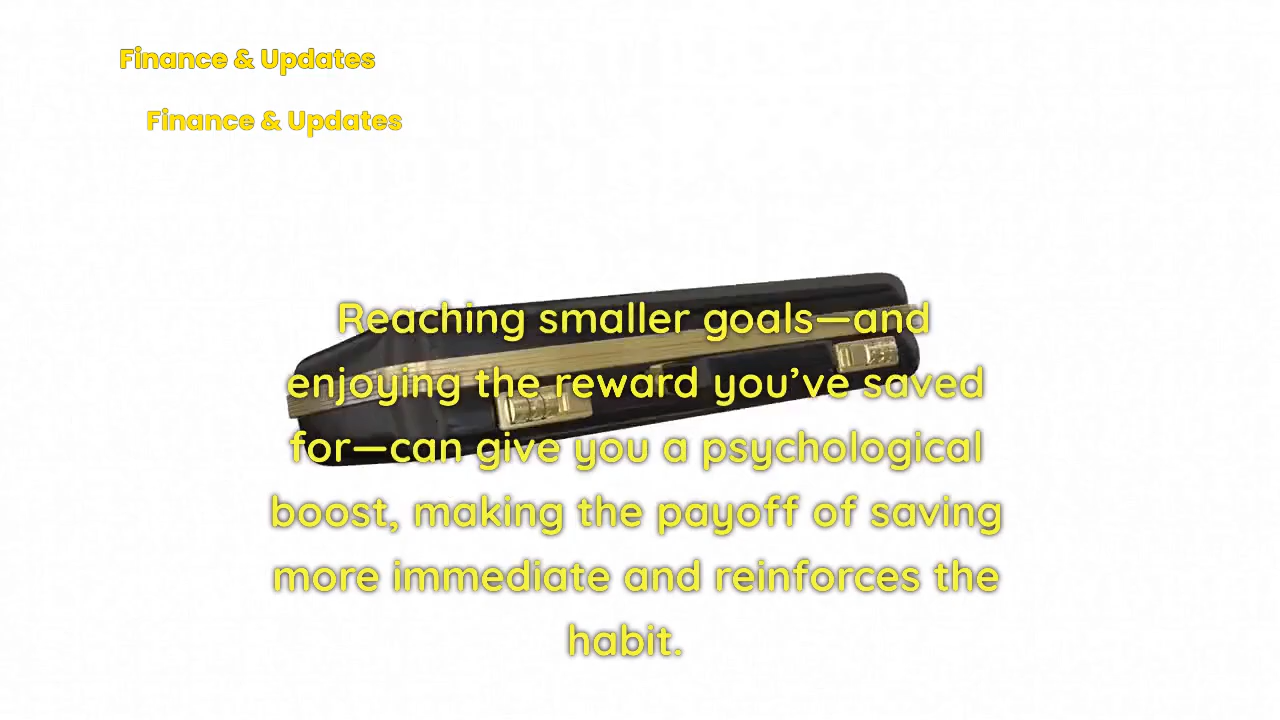 Finance & Updates
Finance & Updates
Reaching smaller goals—and
enjoying the reward you’ve saved
for—can give you a psychological
boost, making the payoff of saving
more immediate and reinforces the
habit.